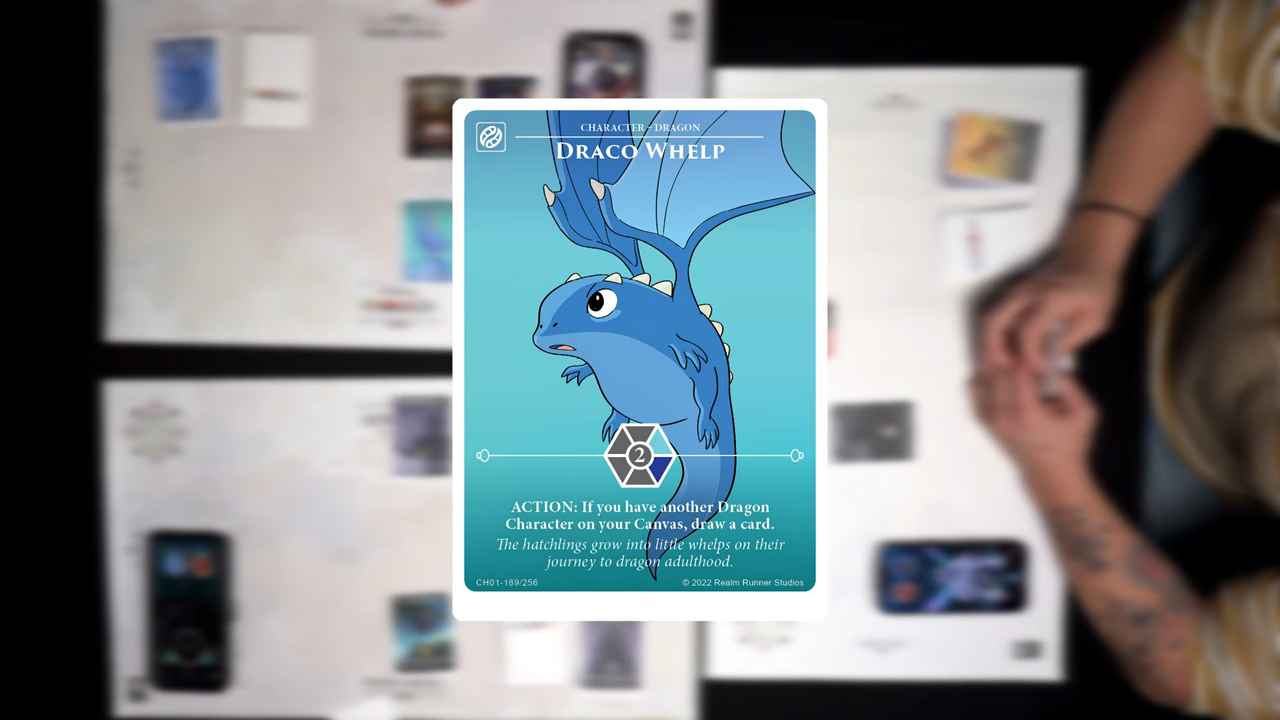 CHARACTER - DRAGON
DRACO WHELP
2
ACTION: If you have another Dragon
Character on your Canvas, draw a card.
The hatchlings grow into little whelps on their
journey to dragon adulthood.
CH01-189/256
© 2022 Realm Runner Studios